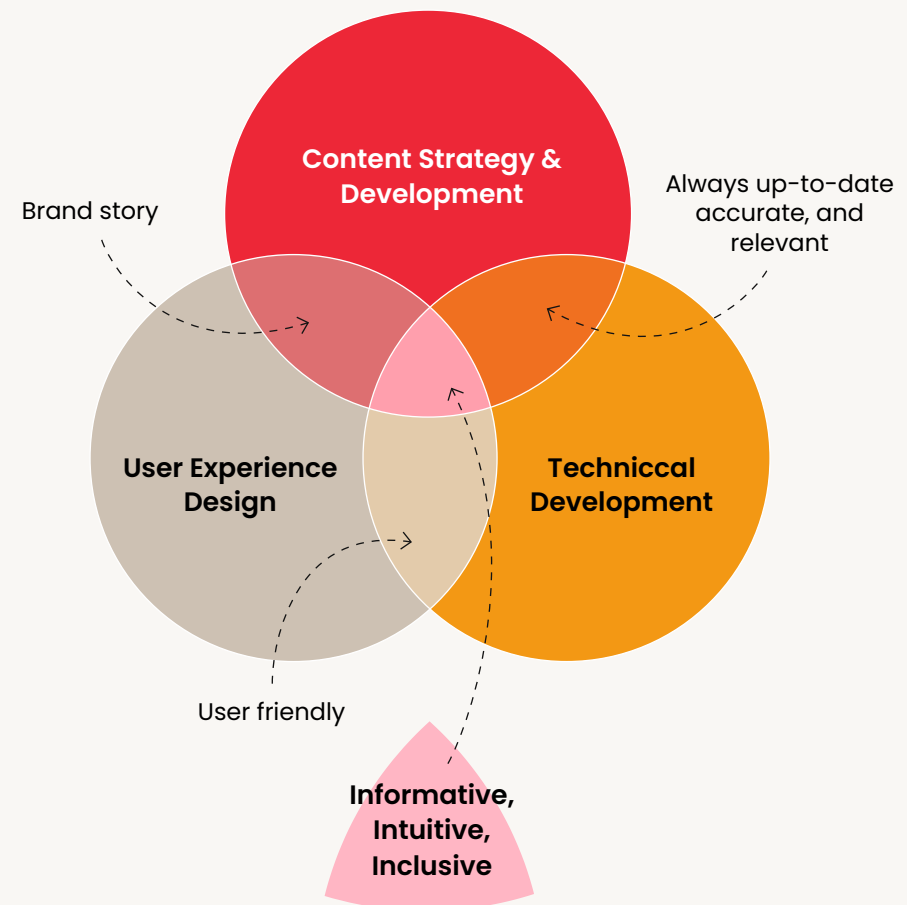 Content Strategy &
Development
Brand story
Always up-to-date
accurate, and
relevant
User Experience
Design
Techniccal
Development
User friendly
Informative,
Intuitive,
Inclusive